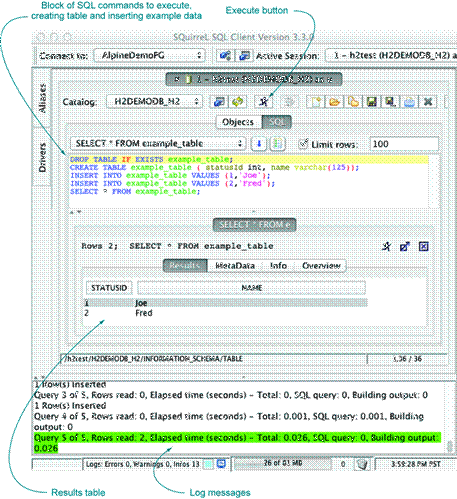 Block of SQL commands to execute,
creating table and inserting example data
Execute button
SQuirreL SQL Client Version 3.3.0
Connect to: AlpineDemoPG Active Session: 1 - h2test (H2DEMODB_H2) a
Aliases
Drivers
Catalog: H2DEMODB_H2
Objects SQL
SELECT * FROM example_table Limit rows: 100
DROP TABLE IF EXISTS example_table;
CREATE TABLE example_table ( statusId int, name varchar(125));
INSERT INTO example_table VALUES (1,'Joe');
INSERT INTO example_table VALUES (2,'Fred');
SELECT * FROM example_table;
SELECT * FROM e
Rows 2; SELECT * FROM example_table
Results MetaData Info Overview
STATUSID NAME
1 Joe
2 Fred
/h2test/H2DEMODB_H2/INFORMATION_SCHEMA/TABLE
1 Row(s) Inserted
Query 3 of 5, Rows read: 0, Elapsed time (seconds) - Total: 0, SQL query: 0, Building output: 0
1 Row(s) Inserted
Query 4 of 5, Rows read: 0, Elapsed time (seconds) - Total: 0.001, SQL query: 0.001, Building
output: 0
Query 5 of 5, Rows read: 2, Elapsed time (seconds) - Total: 0.026, SQL query: 0, Building output:
0.026
Logs: Errors 0, Warnings 0, Infos 13 26 of 83 MB 0 3:59:28 PM PST
Results table
Log messages